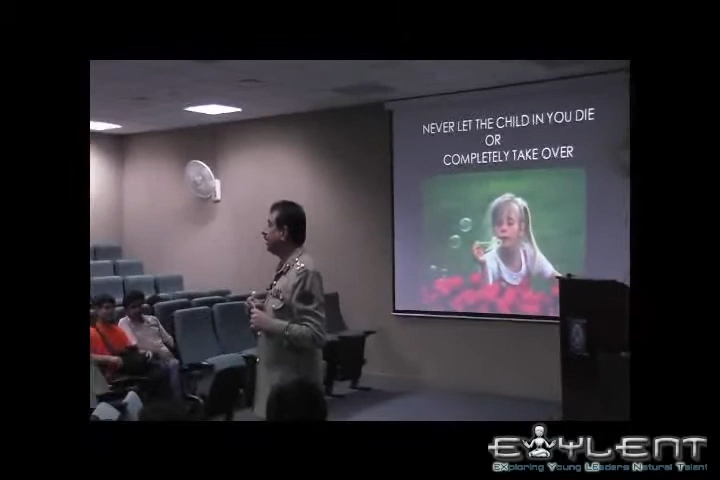 NEVER LET THE CHILD IN YOU DIE
OR
COMPLETELY TAKE OVER
EXYLENT
EXploring Young LEaders Natural Talent